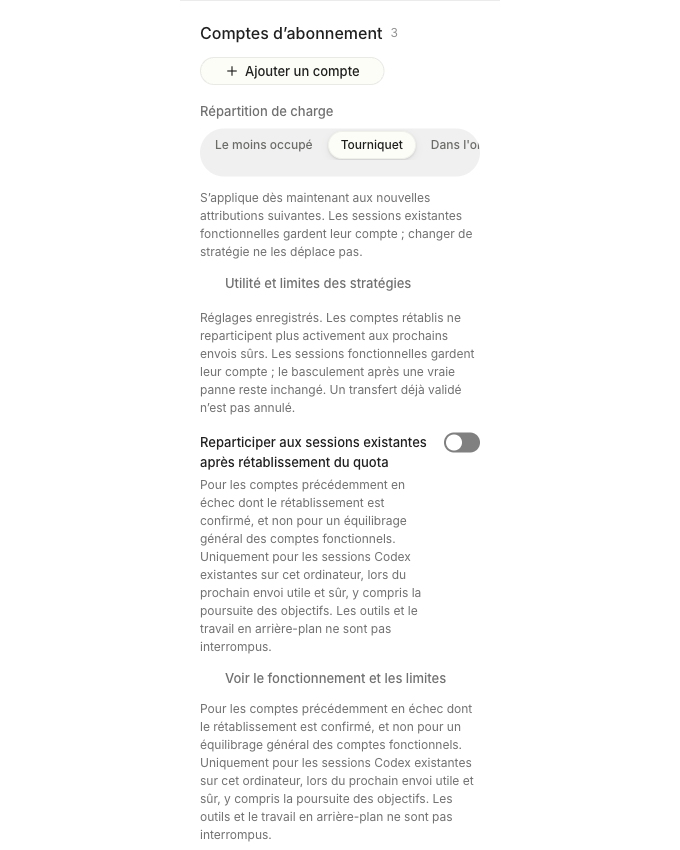 Comptes d’abonnement 3
+ Ajouter un compte
Répartition de charge
Le moins occupé Tourniquet Dans l'or
S’applique dès maintenant aux nouvelles
attributions suivantes. Les sessions existantes
fonctionnelles gardent leur compte ; changer de
stratégie ne les déplace pas.
Utilité et limites des stratégies
Réglages enregistrés. Les comptes rétablis ne
reparticipent plus activement aux prochains
envois sûrs. Les sessions fonctionnelles gardent
leur compte ; le basculement après une vraie
panne reste inchangé. Un transfert déjà validé
n’est pas annulé.
Reparticiper aux sessions existantes
après rétablissement du quota
Pour les comptes précédemment en
échec dont le rétablissement est
confirmé, et non pour un équilibrage
général des comptes fonctionnels.
Uniquement pour les sessions Codex
existantes sur cet ordinateur, lors du
prochain envoi utile et sûr, y compris la
poursuite des objectifs. Les outils et le
travail en arrière-plan ne sont pas
interrompus.
Voir le fonctionnement et les limites
Pour les comptes précédemment en échec dont
le rétablissement est confirmé, et non pour un
équilibrage général des comptes fonctionnels.
Uniquement pour les sessions Codex existantes
sur cet ordinateur, lors du prochain envoi utile et
sûr, y compris la poursuite des objectifs. Les
outils et le travail en arrière-plan ne sont pas
interrompus.